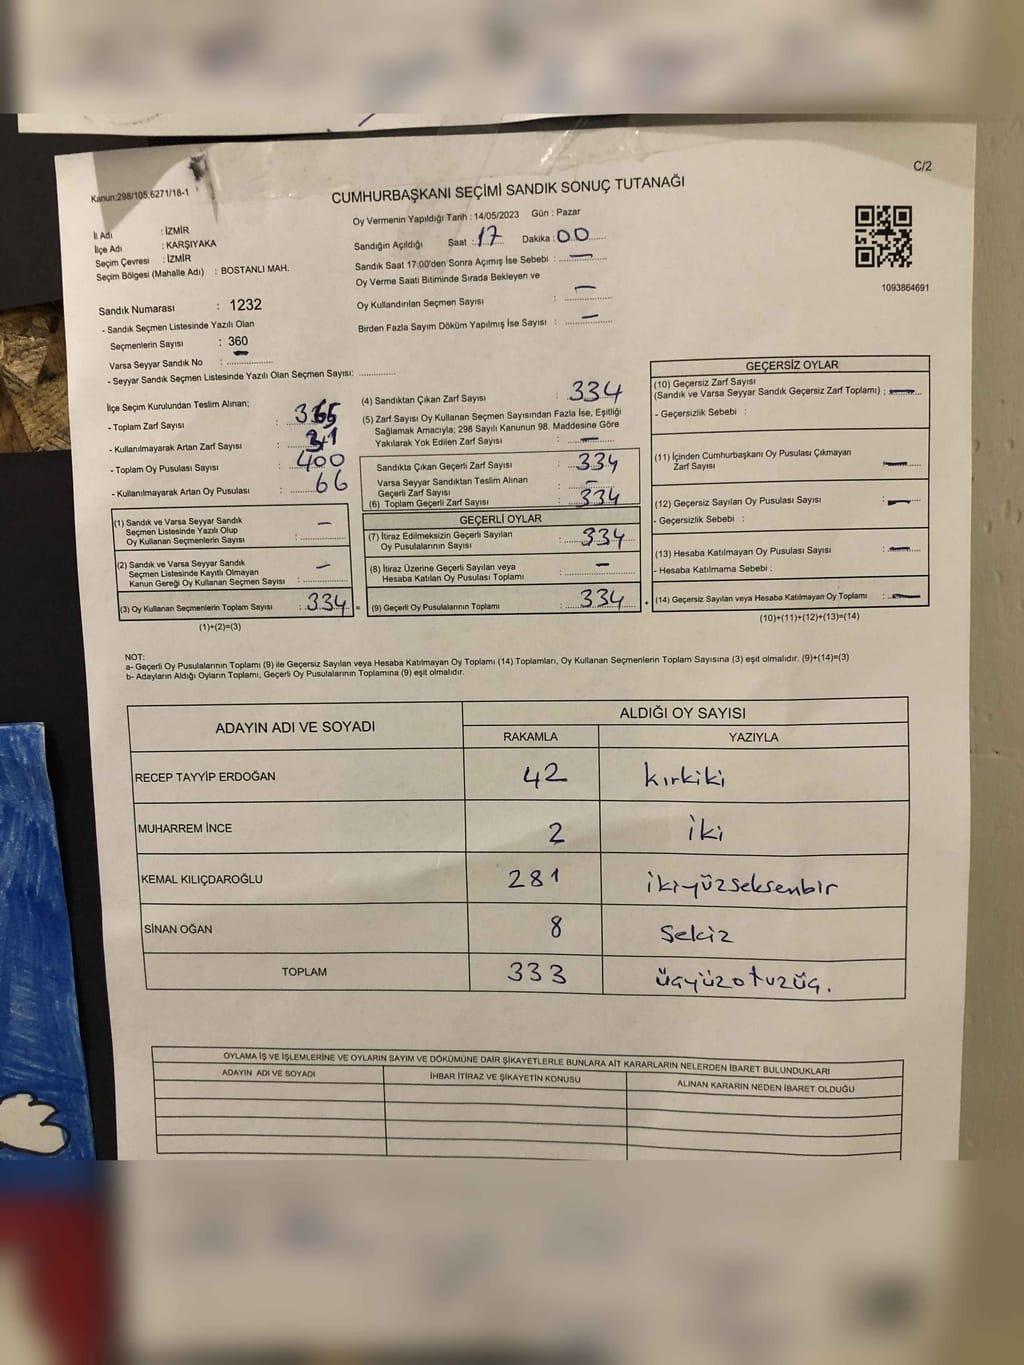 C/2
Kanun:298/105,6271/18-1
CUMHURBAŞKANI SEÇİMİ SANDIK SONUÇ TUTANAĞI
Oy Vermenin Yapıldığı Tarih : 14/05/2023 Gün : Pazar
İl Adı : İZMİR
İlçe Adı : KARŞIYAKA
Seçim Çevresi : İZMİR
Seçim Bölgesi (Mahalle Adı) : BOSTANLI MAH.
Sandığın Açıldığı Saat : 17 Dakika : 00
Sandık Saat 17:00'den Sonra Açımış İse Sebebi : —
Oy Verme Saati Bitiminde Sırada Bekleyen ve
Oy Kullandırılan Seçmen Sayısı : —
Birden Fazla Sayım Döküm Yapılmış İse Sayısı : —
1093864691
Sandık Numarası : 1232
- Sandık Seçmen Listesinde Yazılı Olan
Seçmenlerin Sayısı : 360
Varsa Seyyar Sandık No : —
- Seyyar Sandık Seçmen Listesinde Yazılı Olan Seçmen Sayısı:
İlçe Seçim Kurulundan Teslim Alınan;
- Toplam Zarf Sayısı : 365
- Kullanılmayarak Artan Zarf Sayısı : 31
- Toplam Oy Pusulası Sayısı : 400
- Kullanılmayarak Artan Oy Pusulası : 66
(1) Sandık ve Varsa Seyyar Sandık
Seçmen Listesinde Yazılı Olup
Oy Kullanan Seçmenlerin Sayısı : —
(2) Sandık ve Varsa Seyyar Sandık
Seçmen Listesinde Kayıtlı Olmayan
Kanun Gereği Oy Kullanan Seçmen Sayısı : —
(3) Oy Kullanan Seçmenlerin Toplam Sayısı : 334 =
(1)+(2)=(3)
(4) Sandıktan Çıkan Zarf Sayısı : 334
(5) Zarf Sayısı Oy Kullanan Seçmen Sayısından Fazla İse, Eşitliği
Sağlamak Amacıyla; 298 Sayılı Kanunun 98. Maddesine Göre
Yakılarak Yok Edilen Zarf Sayısı : —
Sandıkta Çıkan Geçerli Zarf Sayısı : 334
Varsa Seyyar Sandıktan Teslim Alınan
Geçerli Zarf Sayısı : —
(6) Toplam Geçerli Zarf Sayısı : 334
GEÇERLİ OYLAR
(7) İtiraz Edilmeksizin Geçerli Sayılan
Oy Pusulalarının Sayısı : 334
(8) İtiraz Üzerine Geçerli Sayılan veya
Hesaba Katılan Oy Pusulası Toplamı : —
(9) Geçerli Oy Pusulalarının Toplamı : 334 +
GEÇERSİZ OYLAR
(10) Geçersiz Zarf Sayısı
(Sandık ve Varsa Seyyar Sandık Geçersiz Zarf Toplamı) : —
- Geçersizlik Sebebi :
(11) İçinden Cumhurbaşkanı Oy Pusulası Çıkmayan
Zarf Sayısı : —
(12) Geçersiz Sayılan Oy Pusulası Sayısı : —
- Geçersizlik Sebebi :
(13) Hesaba Katılmayan Oy Pusulası Sayısı : —
- Hesaba Katılmama Sebebi :
(14) Geçersiz Sayılan veya Hesaba Katılmayan Oy Toplamı : —
(10)+(11)+(12)+(13)=(14)
NOT:
a- Geçerli Oy Pusulalarının Toplamı (9) ile Geçersiz Sayılan veya Hesaba Katılmayan Oy Toplamı (14) Toplamları, Oy Kullanan Seçmenlerin Toplam Sayısına (3) eşit olmalıdır. (9)+(14)=(3)
b- Adayların Aldığı Oyların Toplamı, Geçerli Oy Pusulalarının Toplamına (9) eşit olmalıdır.
ADAYIN ADI VE SOYADI ALDIĞI OY SAYISI
RAKAMLA YAZIYLA
RECEP TAYYİP ERDOĞAN 42 kırkiki
MUHARREM İNCE 2 iki
KEMAL KILIÇDAROĞLU 281 ikiyüzseksenbir
SİNAN OĞAN 8 Sekiz
TOPLAM 333 üçyüzotuzüç.
OYLAMA İŞ VE İŞLEMLERİNE VE OYLARIN SAYIM VE DÖKÜMÜNE DAİR ŞİKAYETLERLE BUNLARA AİT KARARLARIN NELERDEN İBARET BULUNDUKLARI
ADAYIN ADI VE SOYADI İHBAR İTİRAZ VE ŞİKAYETİN KONUSU ALINAN KARARIN NEDEN İBARET OLDUĞU